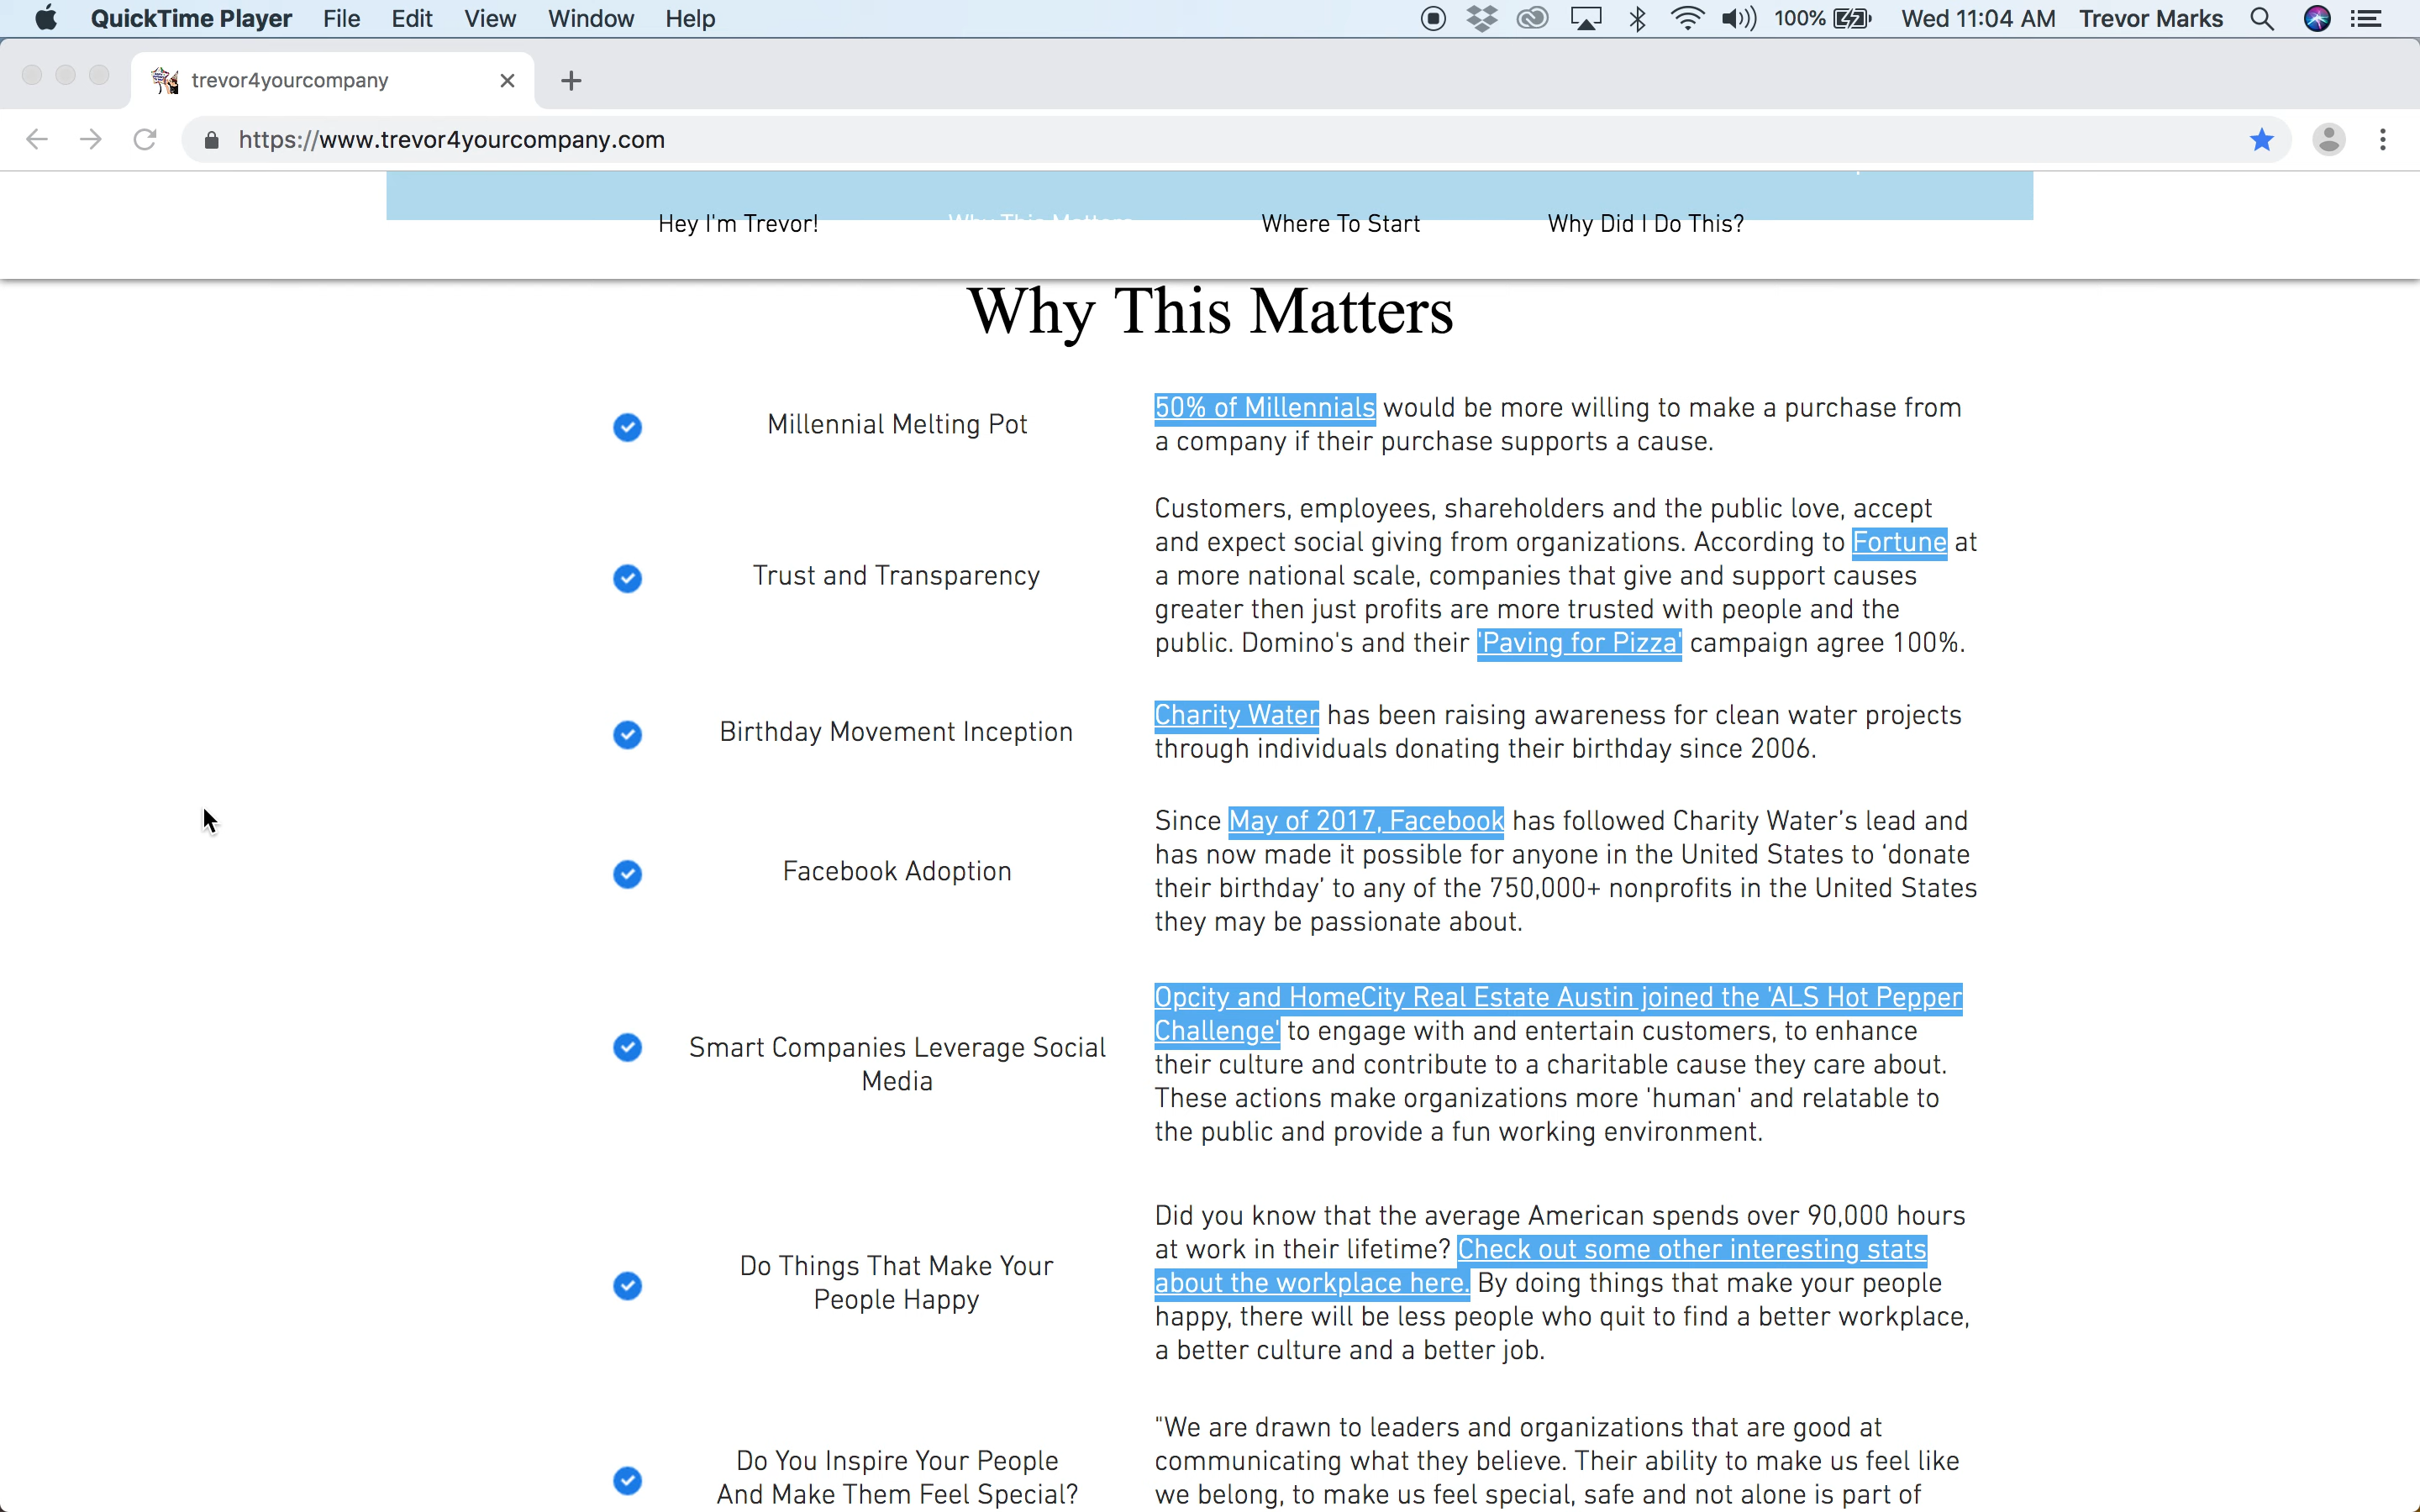 QuickTime Player File Edit View Window Help 100% Wed 11:04 AM Trevor Marks
trevor4yourcompany
https://www.trevor4yourcompany.com
Hey I'm Trevor! Why This Matters Where To Start Why Did I Do This?
Why This Matters
Millennial Melting Pot
50% of Millennials would be more willing to make a purchase from
a company if their purchase supports a cause.
Trust and Transparency
Customers, employees, shareholders and the public love, accept
and expect social giving from organizations. According to Fortune at
a more national scale, companies that give and support causes
greater then just profits are more trusted with people and the
public. Domino's and their 'Paving for Pizza' campaign agree 100%.
Birthday Movement Inception
Charity Water has been raising awareness for clean water projects
through individuals donating their birthday since 2006.
Facebook Adoption
Since May of 2017, Facebook has followed Charity Water's lead and
has now made it possible for anyone in the United States to ‘donate
their birthday’ to any of the 750,000+ nonprofits in the United States
they may be passionate about.
Smart Companies Leverage Social
Media
Opcity and HomeCity Real Estate Austin joined the 'ALS Hot Pepper
Challenge' to engage with and entertain customers, to enhance
their culture and contribute to a charitable cause they care about.
These actions make organizations more 'human' and relatable to
the public and provide a fun working environment.
Do Things That Make Your
People Happy
Did you know that the average American spends over 90,000 hours
at work in their lifetime? Check out some other interesting stats
about the workplace here. By doing things that make your people
happy, there will be less people who quit to find a better workplace,
a better culture and a better job.
Do You Inspire Your People
And Make Them Feel Special?
"We are drawn to leaders and organizations that are good at
communicating what they believe. Their ability to make us feel like
we belong, to make us feel special, safe and not alone is part of